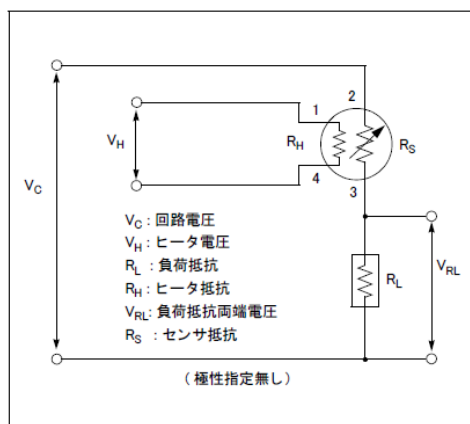 1
2
V_H
R_H
R_S
4
3
V_C
V_C : 回路電圧
V_H : ヒータ電圧
R_L : 負荷抵抗
R_H : ヒータ抵抗
V_RL: 負荷抵抗両端電圧
R_S : センサ抵抗
R_L
V_RL
( 極性指定無し )